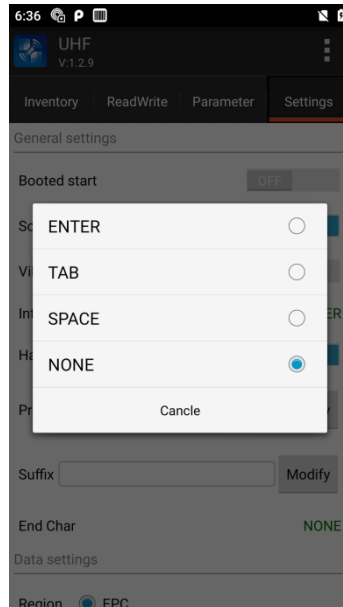 6:36
UHF
V:1.2.9
Inventory ReadWrite Parameter Settings
General settings
Booted start OFF
ENTER
TAB
SPACE
NONE
Cancle
Suffix Modify
End Char NONE
Data settings
Region EPC